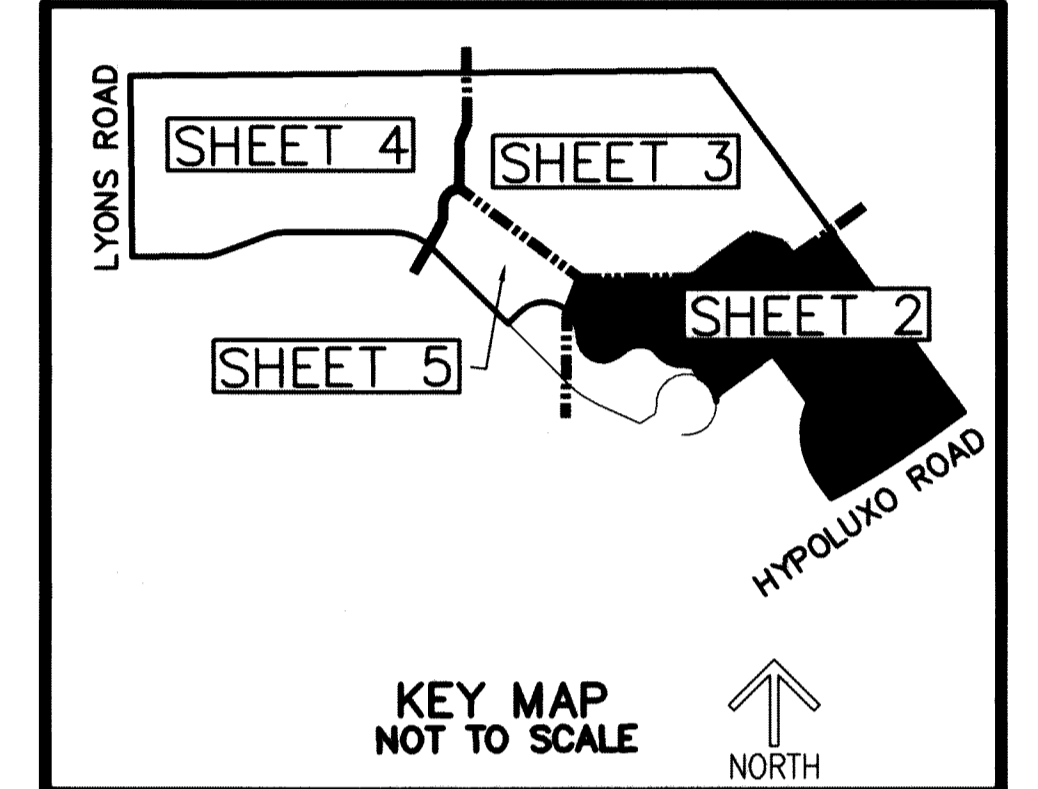 LYONS ROAD
SHEET 4
SHEET 3
SHEET 2
SHEET 5
HYPOLUXO ROAD
KEY MAP
NOT TO SCALE
NORTH